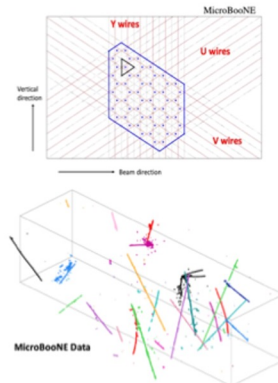 MicroBooNE
Y wires
U wires
V wires
Vertical
direction
Beam direction
MicroBooNE Data